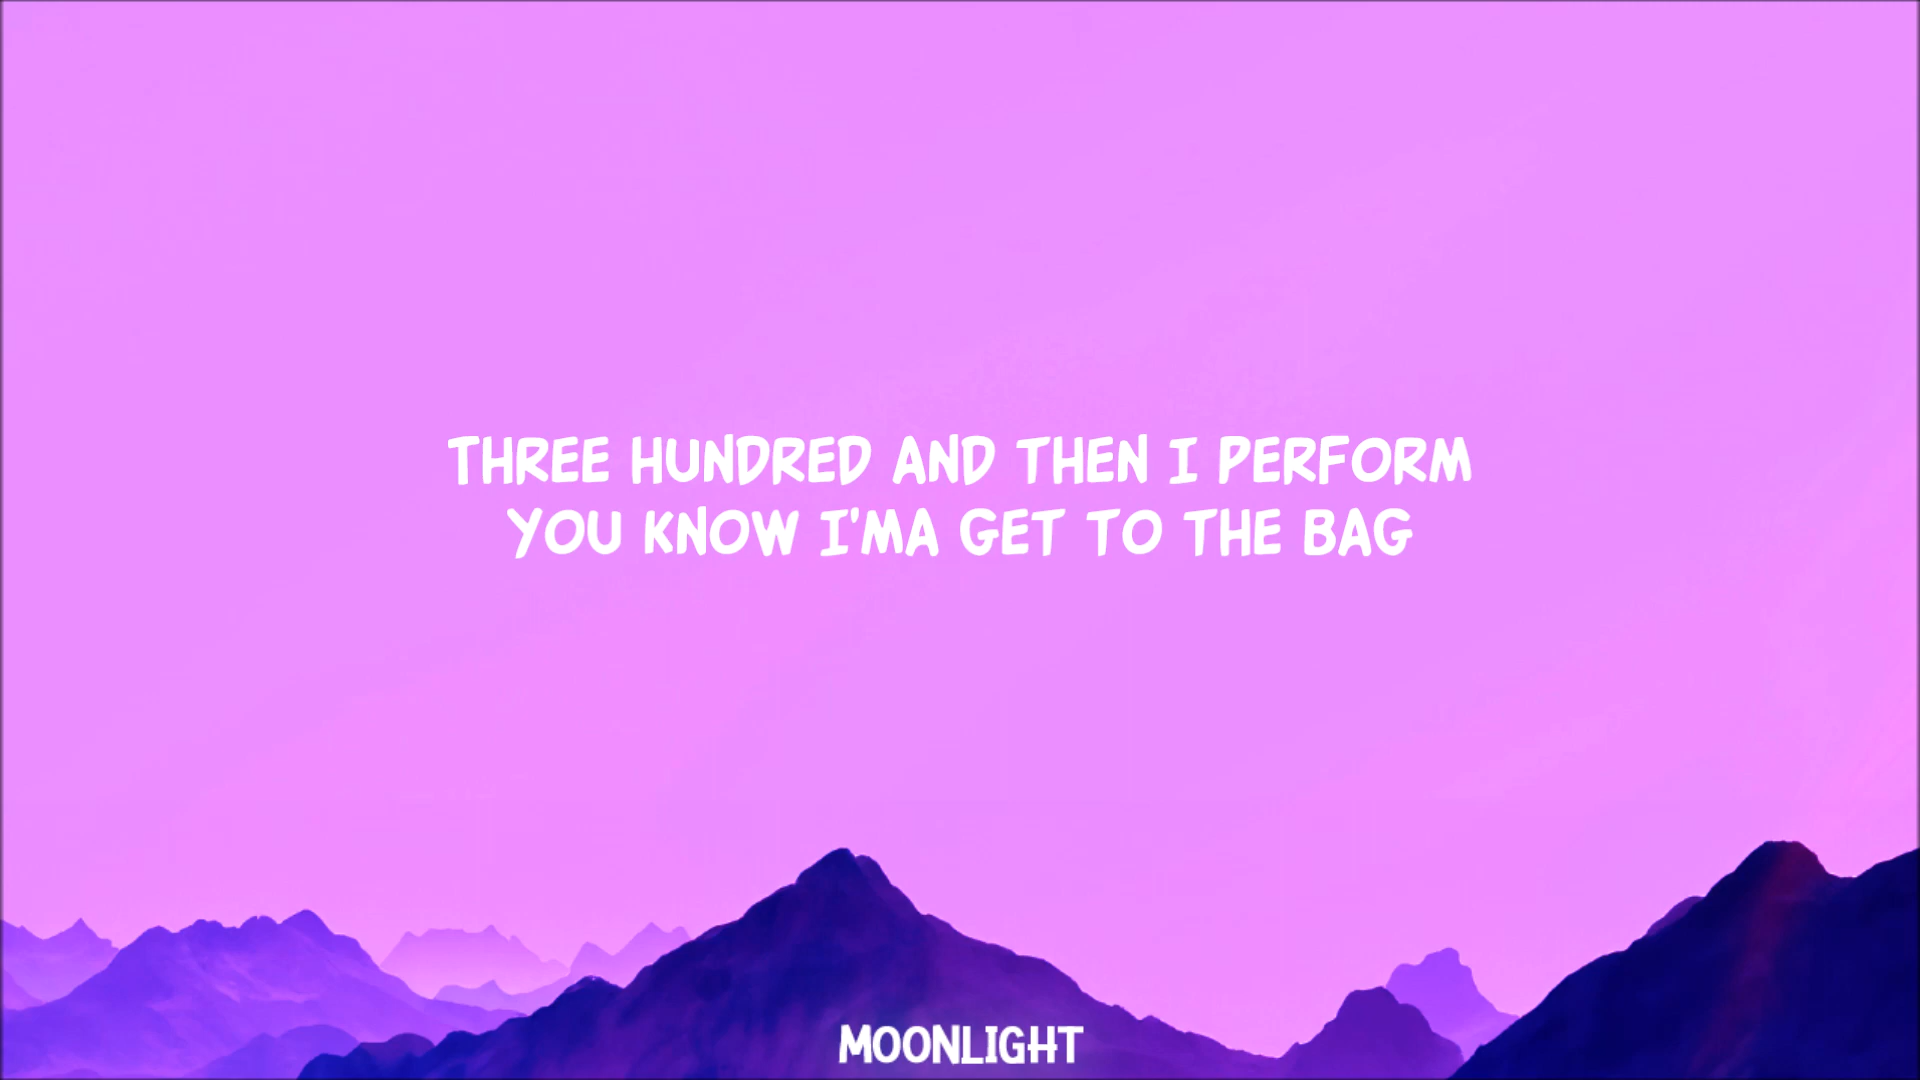 THREE HUNDRED AND THEN I PERFORM
YOU KNOW I'MA GET TO THE BAG
MOONLIGHT